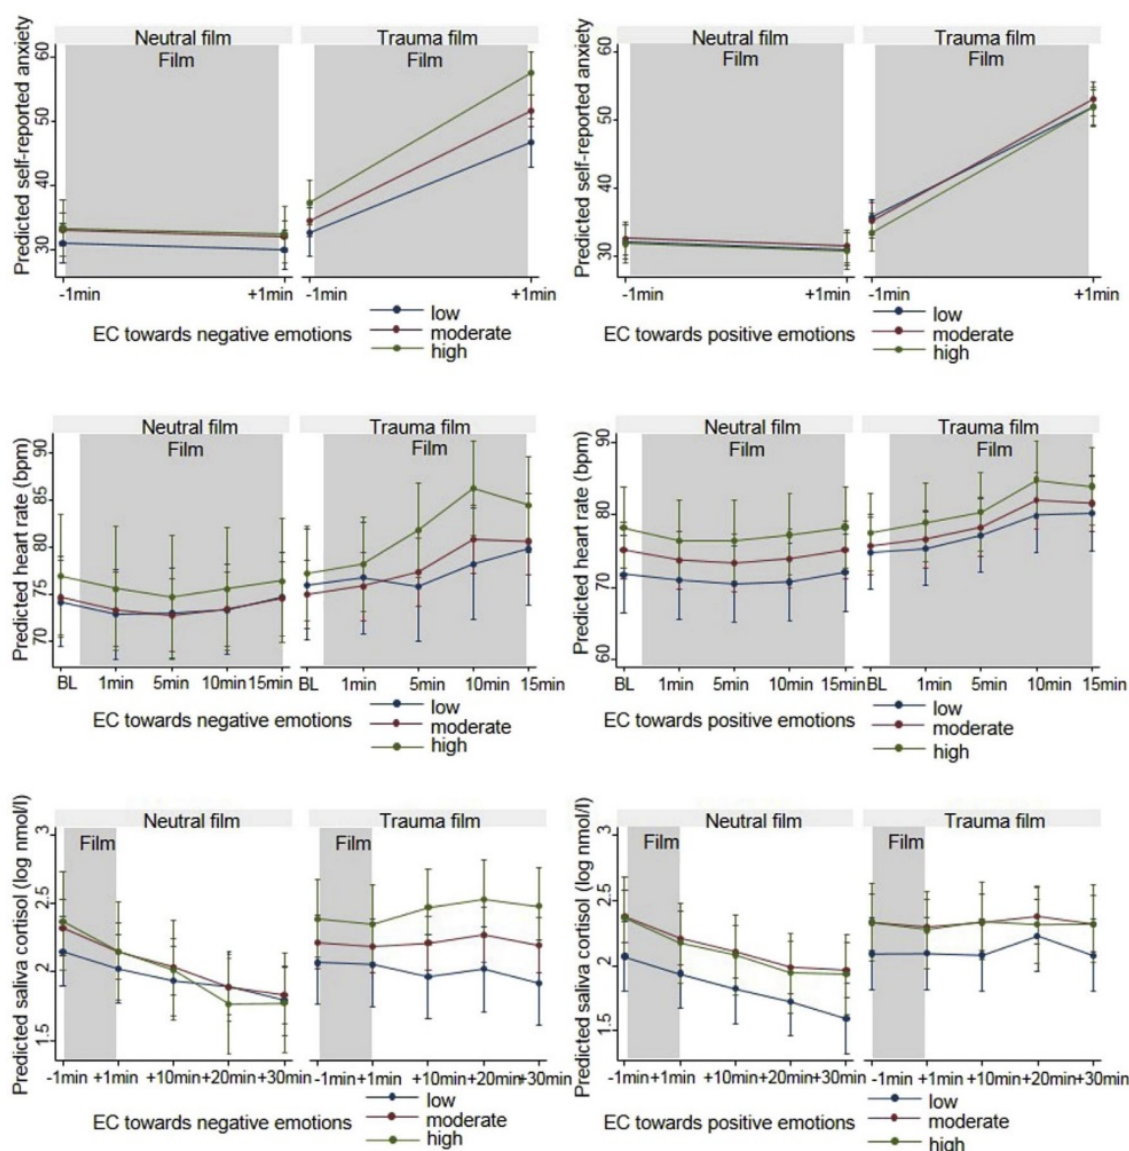 Neutral film Trauma film
Film Film
Predicted self-reported anxiety
60
50
40
30
-1min +1min -1min +1min
EC towards negative emotions
low
moderate
high
Neutral film Trauma film
Film Film
Predicted self-reported anxiety
60
50
40
30
-1min +1min -1min +1min
EC towards positive emotions
low
moderate
high
Neutral film Trauma film
Film Film
Predicted heart rate (bpm)
90
85
80
75
70
BL 1min 5min 10min 15min BL 1min 5min 10min 15min
EC towards negative emotions
low
moderate
high
Neutral film Trauma film
Film Film
Predicted heart rate (bpm)
90
80
70
60
BL 1min 5min 10min 15min BL 1min 5min 10min 15min
EC towards positive emotions
low
moderate
high
Neutral film Trauma film
Film Film
Predicted saliva cortisol (log nmol/l)
3
2.5
2
1.5
-1min +1min +10min +20min +30min -1min +1min +10min +20min +30min
EC towards negative emotions
low
moderate
high
Neutral film Trauma film
Film Film
Predicted saliva cortisol (log nmol/l)
3
2.5
2
1.5
-1min +1min +10min +20min +30min -1min +1min +10min +20min +30min
EC towards positive emotions
low
moderate
high